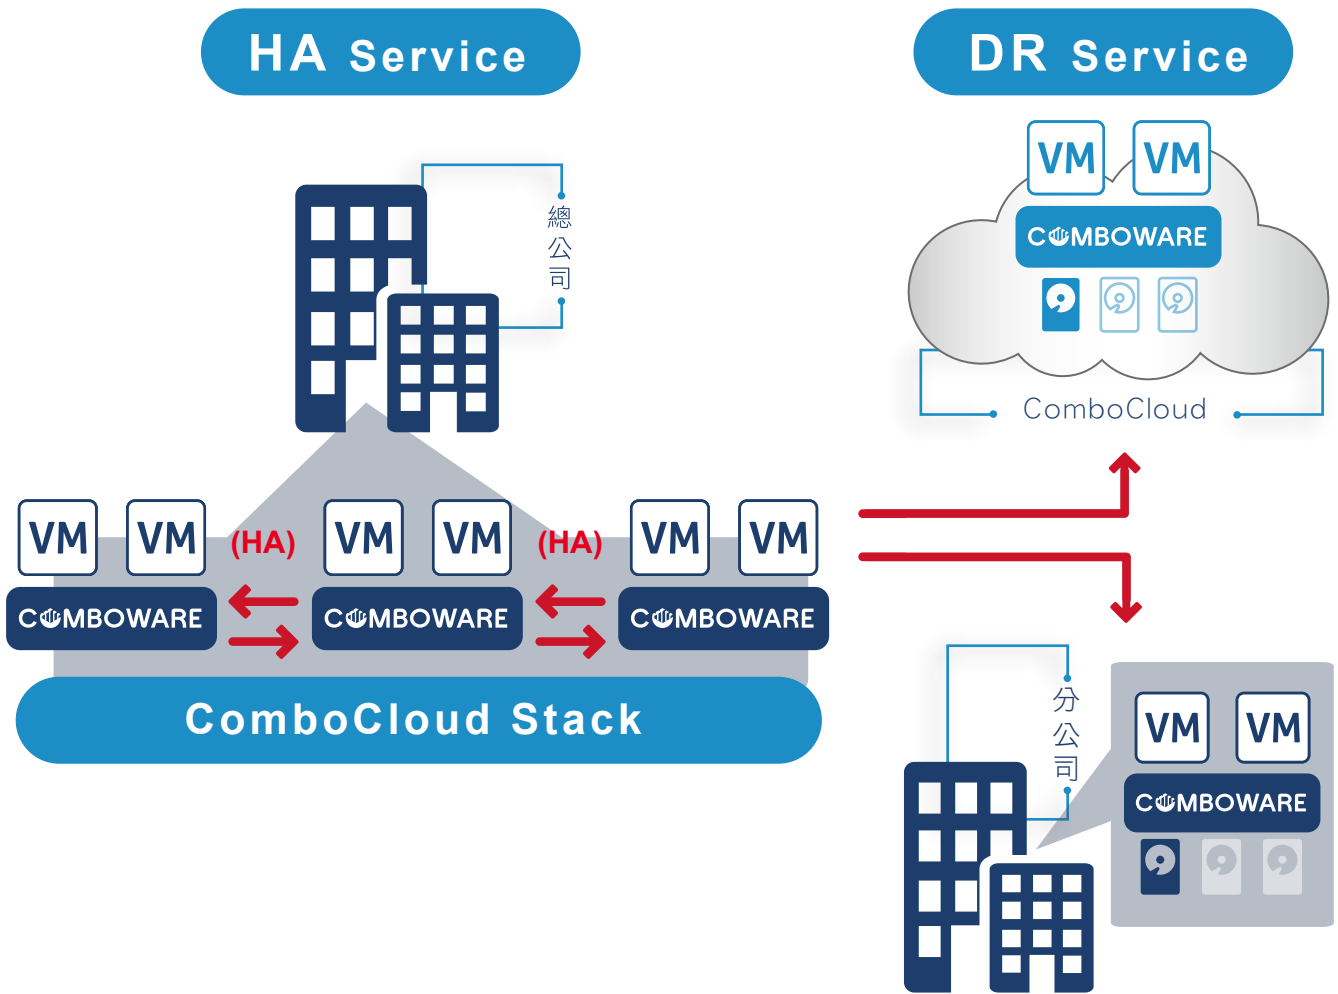 HA Service
總公司
VM VM (HA) VM VM (HA) VM VM
COMBOWARE COMBOWARE COMBOWARE
ComboCloud Stack
DR Service
VM VM
COMBOWARE
ComboCloud
分公司
VM VM
COMBOWARE